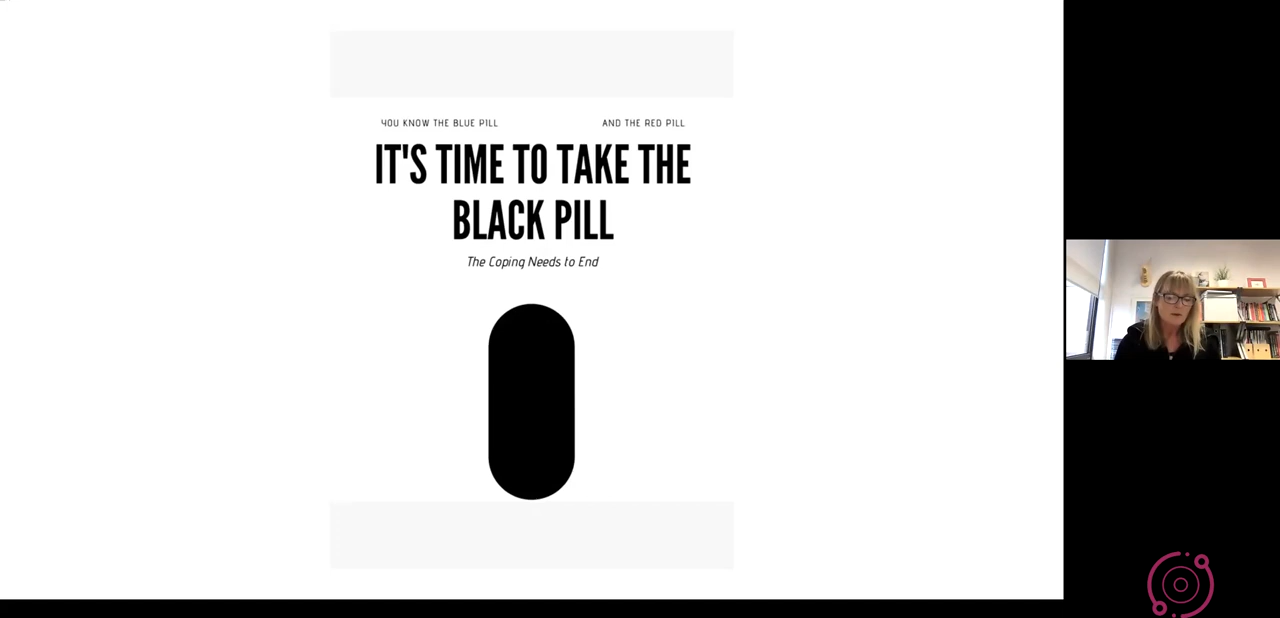 YOU KNOW THE BLUE PILL
AND THE RED PILL
IT'S TIME TO TAKE THE
BLACK PILL
The Coping Needs to End